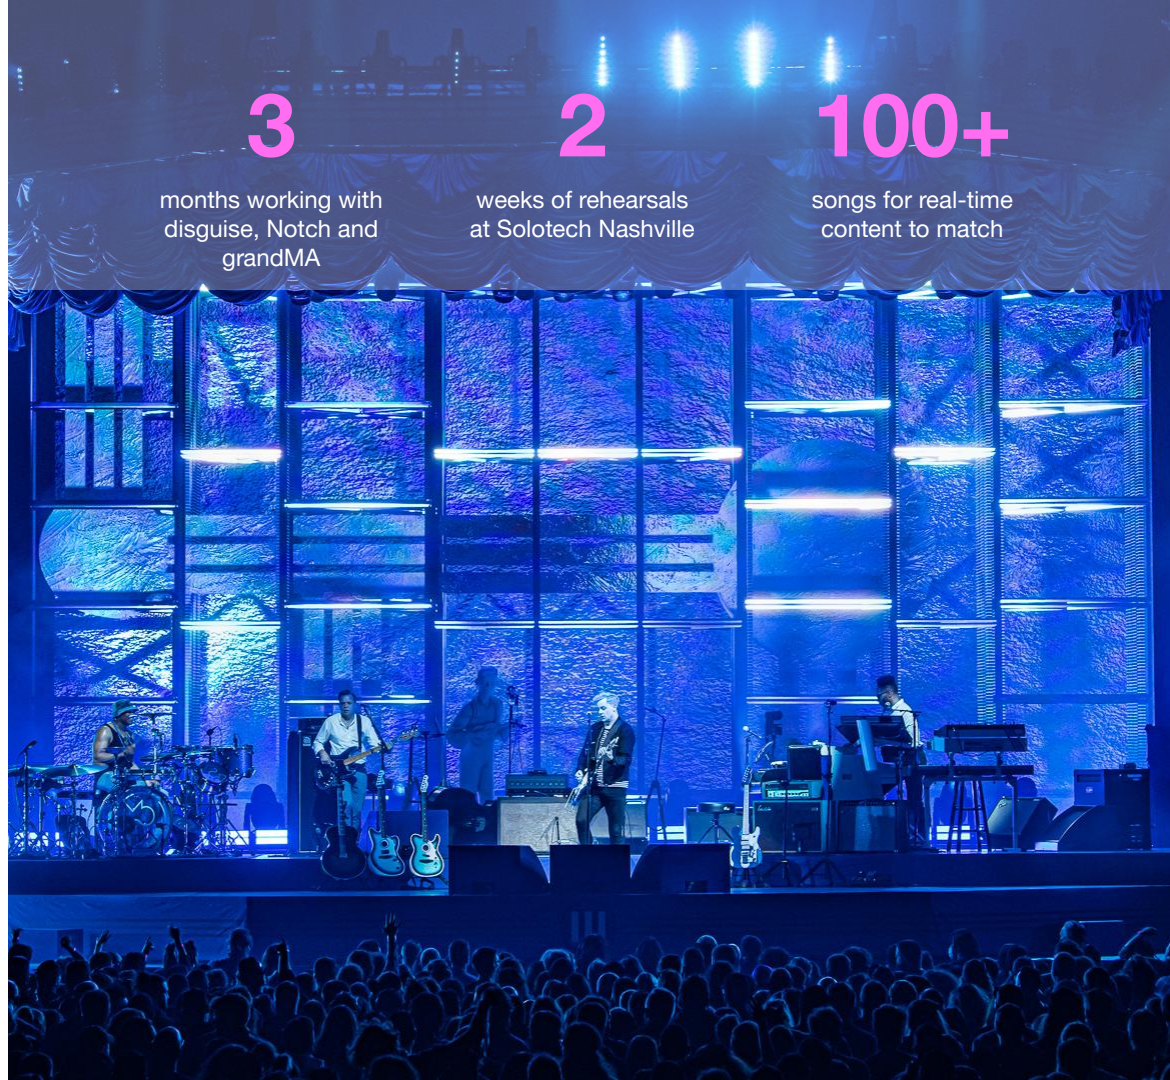 3
months working with
disguise, Notch and
grandMA
2
weeks of rehearsals
at Solotech Nashville
100+
songs for real-time
content to match